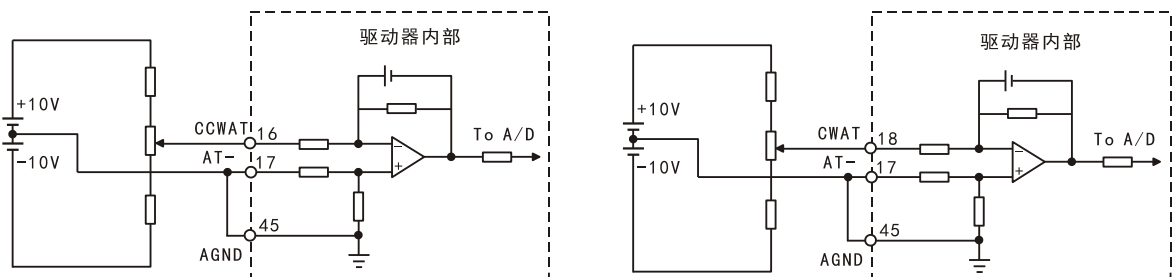 驱动器内部
+10V
CCWAT 16
To A/D
-10V
AT- 17
45
AGND
驱动器内部
+10V
CWAT 18
To A/D
-10V
AT- 17
45
AGND